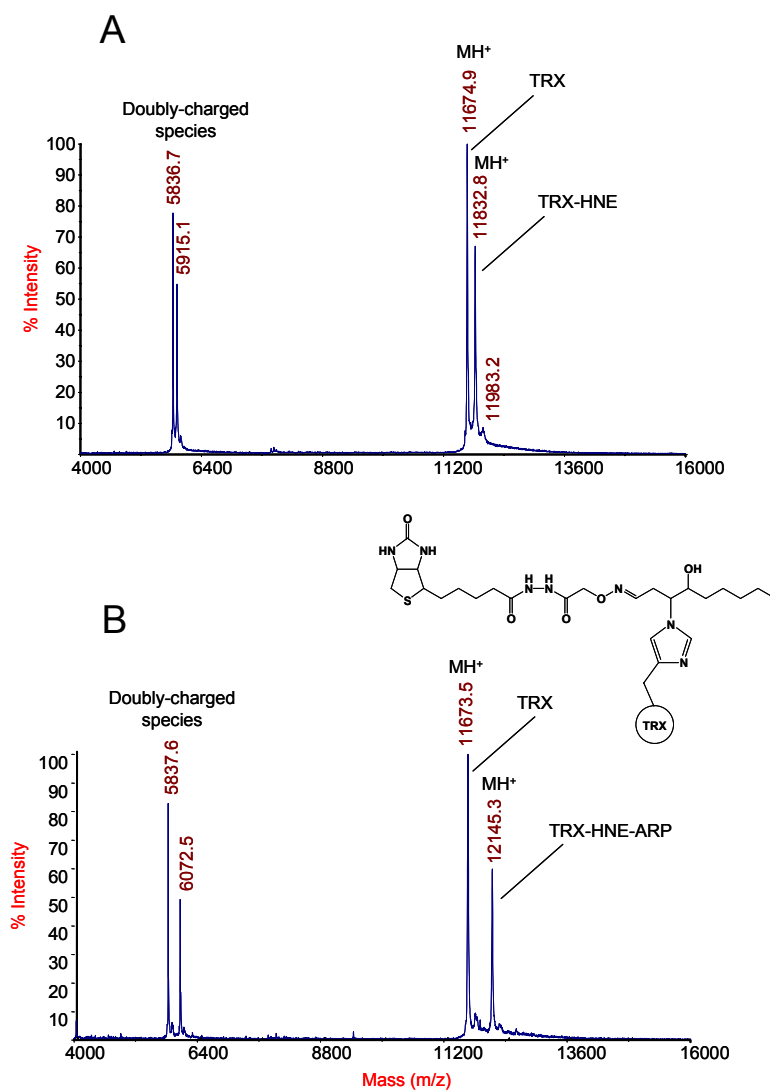 A
MH⁺
11674.9
TRX
Doubly-charged
species
5836.7
5915.1
MH⁺
11832.8
TRX-HNE
11983.2
% Intensity
100
90
80
70
60
50
40
30
20
10
4000 6400 8800 11200 13600 16000
O
HN NH
S
O
H H
N N
O
O
N
OH
N
N
TRX
B
MH⁺
11673.5
TRX
Doubly-charged
species
5837.6
6072.5
MH⁺
12145.3
TRX-HNE-ARP
% Intensity
100
90
80
70
60
50
40
30
20
10
4000 6400 8800 11200 13600 16000
Mass (m/z)